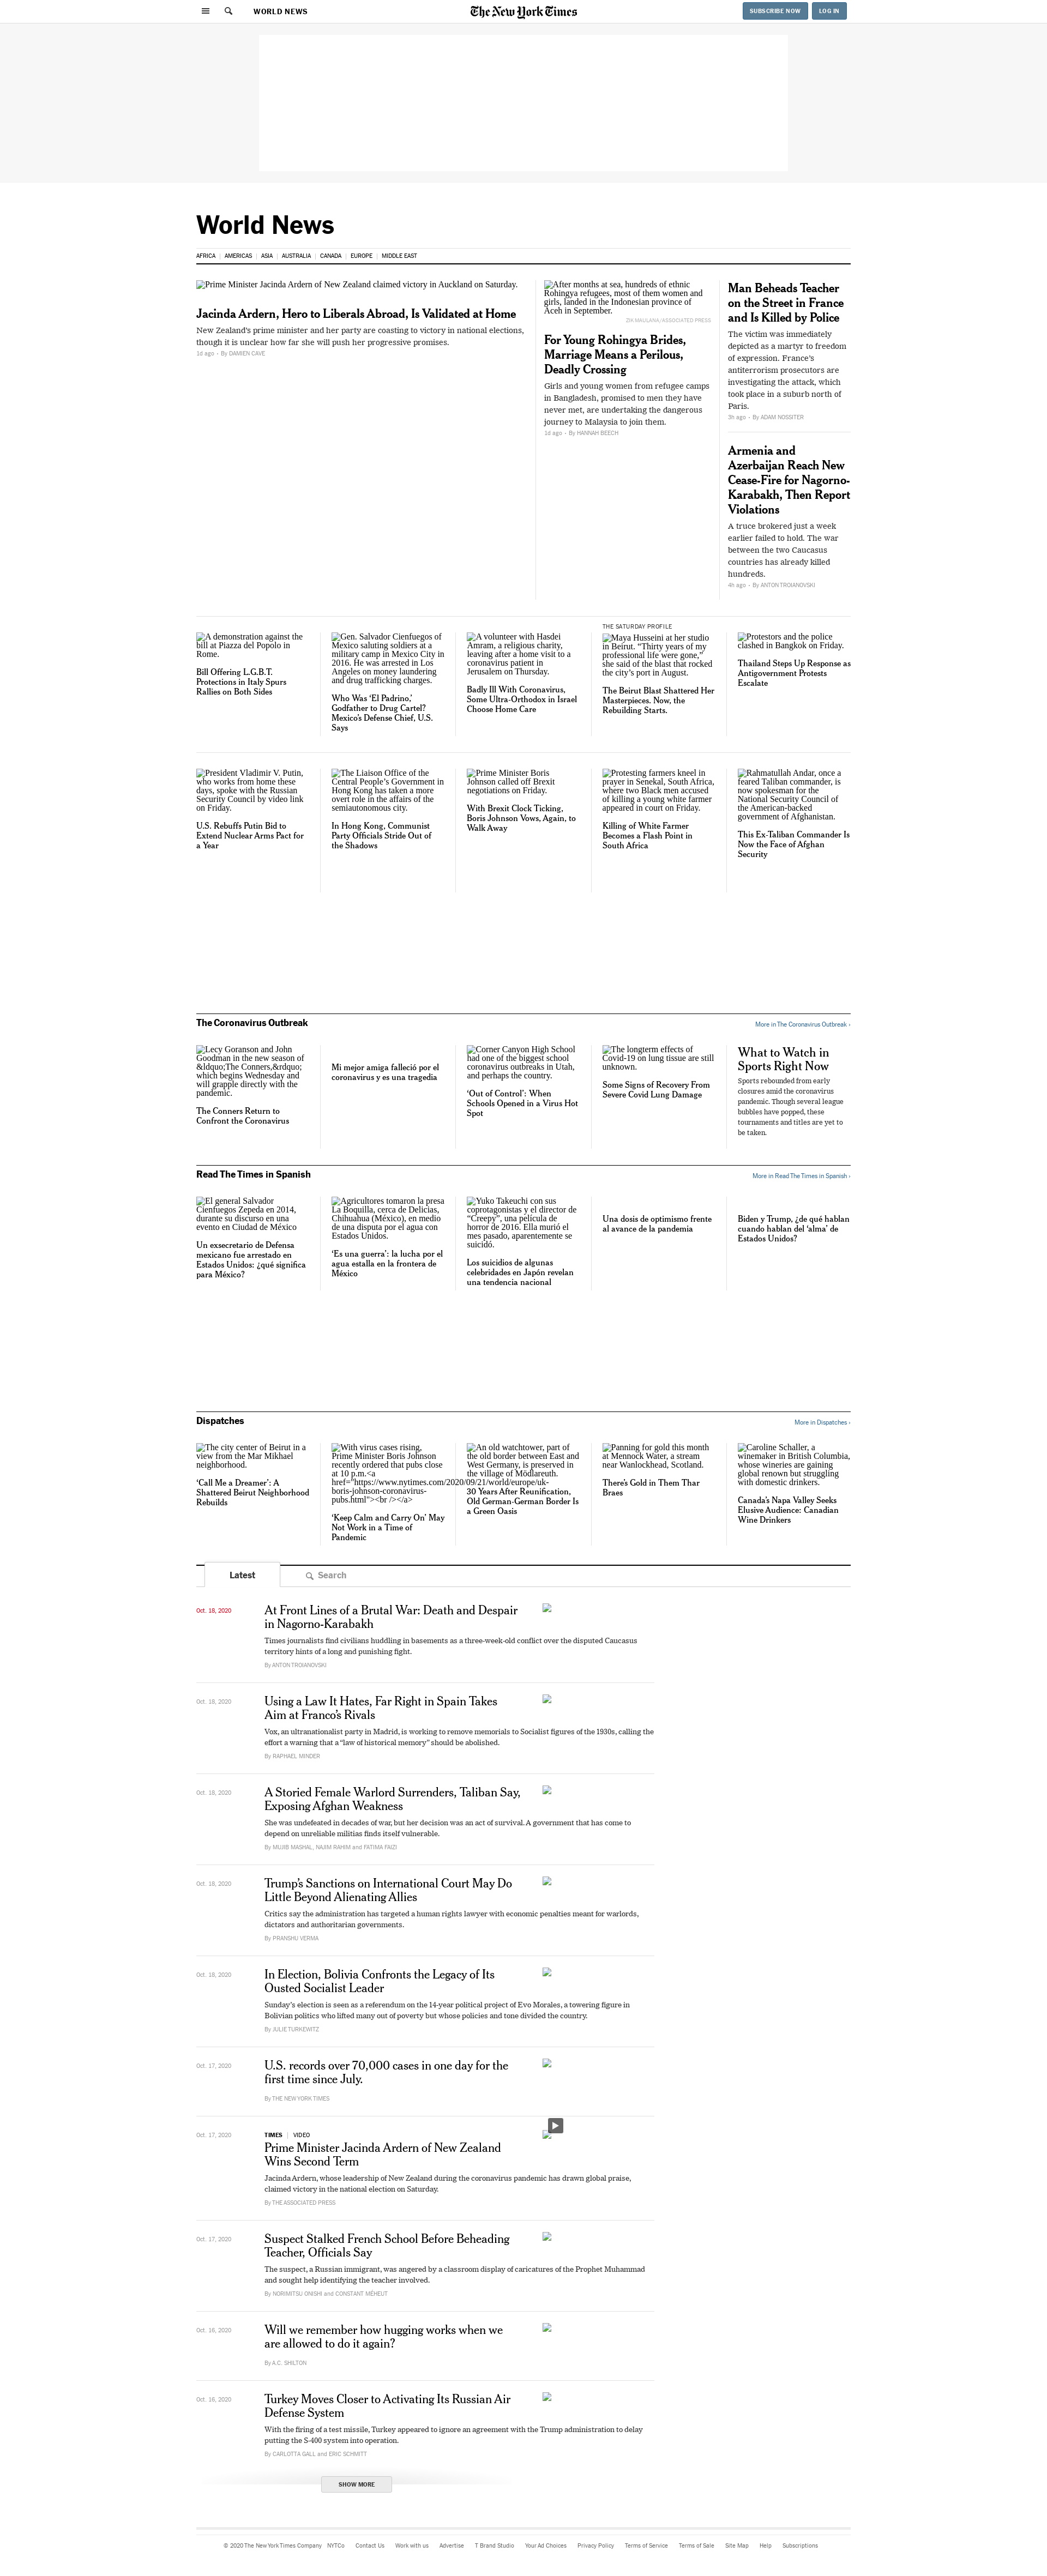 WORLD NEWS
The New York Times
SUBSCRIBE NOW
LOG IN
World News
AFRICA
AMERICAS
ASIA
AUSTRALIA
CANADA
EUROPE
MIDDLE EAST
Prime Minister Jacinda Ardern of New Zealand claimed victory in Auckland on Saturday.
Jacinda Ardern, Hero to Liberals Abroad, Is Validated at Home
New Zealand's prime minister and her party are coasting to victory in national elections,
though it is unclear how far she will push her progressive promises.
1d ago · By DAMIEN CAVE
After months at sea, hundreds of ethnic
Rohingya refugees, most of them women and
girls, landed in the Indonesian province of
Aceh in September.
ZIK MAULANA/ASSOCIATED PRESS
For Young Rohingya Brides,
Marriage Means a Perilous,
Deadly Crossing
Girls and young women from refugee camps
in Bangladesh, promised to men they have
never met, are undertaking the dangerous
journey to Malaysia to join them.
1d ago · By HANNAH BEECH
Man Beheads Teacher
on the Street in France
and Is Killed by Police
The victim was immediately
depicted as a martyr to freedom
of expression. France's
antiterrorism prosecutors are
investigating the attack, which
took place in a suburb north of
Paris.
3h ago · By ADAM NOSSITER
Armenia and
Azerbaijan Reach New
Cease-Fire for Nagorno-
Karabakh, Then Report
Violations
A truce brokered just a week
earlier failed to hold. The war
between the two Caucasus
countries has already killed
hundreds.
4h ago · By ANTON TROIANOVSKI
A demonstration against the
bill at Piazza del Popolo in
Rome.
Bill Offering L.G.B.T.
Protections in Italy Spurs
Rallies on Both Sides
Gen. Salvador Cienfuegos of
Mexico saluting soldiers at a
military camp in Mexico City in
2016. He was arrested in Los
Angeles on money laundering
and drug trafficking charges.
Who Was ‘El Padrino,’
Godfather to Drug Cartel?
Mexico's Defense Chief, U.S.
Says
A volunteer with Hasdei
Amram, a religious charity,
leaving after a home visit to a
coronavirus patient in
Jerusalem on Thursday.
Badly Ill With Coronavirus,
Some Ultra-Orthodox in Israel
Choose Home Care
THE SATURDAY PROFILE
Maya Husseini at her studio
in Beirut. “Thirty years of my
professional life were gone,”
she said of the blast that rocked
the city’s port in August.
The Beirut Blast Shattered Her
Masterpieces. Now, the
Rebuilding Starts.
Protestors and the police
clashed in Bangkok on Friday.
Thailand Steps Up Response as
Antigovernment Protests
Escalate
President Vladimir V. Putin,
who works from home these
days, spoke with the Russian
Security Council by video link
on Friday.
U.S. Rebuffs Putin Bid to
Extend Nuclear Arms Pact for
a Year
The Liaison Office of the
Central People’s Government in
Hong Kong has taken a more
overt role in the affairs of the
semiautonomous city.
In Hong Kong, Communist
Party Officials Stride Out of
the Shadows
Prime Minister Boris
Johnson called off Brexit
negotiations on Friday.
With Brexit Clock Ticking,
Boris Johnson Vows, Again, to
Walk Away
Protesting farmers kneel in
prayer in Senekal, South Africa,
where two Black men accused
of killing a young white farmer
appeared in court on Friday.
Killing of White Farmer
Becomes a Flash Point in
South Africa
Rahmatullah Andar, once a
feared Taliban commander, is
now spokesman for the
National Security Council of
the American-backed
government of Afghanistan.
This Ex-Taliban Commander Is
Now the Face of Afghan
Security
The Coronavirus Outbreak
More in The Coronavirus Outbreak ›
Lecy Goranson and John
Goodman in the new season of
&ldquo;The Conners,&rdquo;
which begins Wednesday and
will grapple directly with the
pandemic.
The Conners Return to
Confront the Coronavirus
Mi mejor amiga falleció por el
coronavirus y es una tragedia
Corner Canyon High School
had one of the biggest school
coronavirus outbreaks in Utah,
and perhaps the country.
‘Out of Control’: When
Schools Opened in a Virus Hot
Spot
The longterm effects of
Covid-19 on lung tissue are still
unknown.
Some Signs of Recovery From
Severe Covid Lung Damage
What to Watch in
Sports Right Now
Sports rebounded from early
closures amid the coronavirus
pandemic. Though several league
bubbles have popped, these
tournaments and titles are yet to
be taken.
Read The Times in Spanish
More in Read The Times in Spanish ›
El general Salvador
Cienfuegos Zepeda en 2014,
durante su discurso en una
evento en Ciudad de México
Un exsecretario de Defensa
mexicano fue arrestado en
Estados Unidos: ¿qué significa
para México?
Agricultores tomaron la presa
La Boquilla, cerca de Delicias,
Chihuahua (México), en medio
de una disputa por el agua con
Estados Unidos.
‘Es una guerra’: la lucha por el
agua estalla en la frontera de
México
Yuko Takeuchi con sus
coprotagonistas y el director de
“Creepy”, una película de
horror de 2016. Ella murió el
mes pasado, aparentemente se
suicidó.
Los suicidios de algunas
celebridades en Japón revelan
una tendencia nacional
Una dosis de optimismo frente
al avance de la pandemia
Biden y Trump, ¿de qué hablan
cuando hablan del ‘alma’ de
Estados Unidos?
Dispatches
More in Dispatches ›
The city center of Beirut in a
view from the Mar Mikhael
neighborhood.
‘Call Me a Dreamer’: A
Shattered Beirut Neighborhood
Rebuilds
With virus cases rising,
Prime Minister Boris Johnson
recently ordered that pubs close
at 10 p.m.<a
href="https://www.nytimes.com/2020/09/21/world/europe/uk-
boris-johnson-coronavirus-
pubs.html"><br /></a>
‘Keep Calm and Carry On’ May
Not Work in a Time of
Pandemic
An old watchtower, part of
the old border between East and
West Germany, is preserved in
the village of Mödlareuth.
30 Years After Reunification,
Old German-German Border Is
a Green Oasis
Panning for gold this month
at Mennock Water, a stream
near Wanlockhead, Scotland.
There's Gold in Them Thar
Braes
Caroline Schaller, a
winemaker in British Columbia,
whose wineries are gaining
global renown but struggling
with domestic drinkers.
Canada's Napa Valley Seeks
Elusive Audience: Canadian
Wine Drinkers
Latest
Search
Oct. 18, 2020
At Front Lines of a Brutal War: Death and Despair
in Nagorno-Karabakh
Times journalists find civilians huddling in basements as a three-week-old conflict over the disputed Caucasus
territory hints of a long and punishing fight.
By ANTON TROIANOVSKI
Oct. 18, 2020
Using a Law It Hates, Far Right in Spain Takes
Aim at Franco's Rivals
Vox, an ultranationalist party in Madrid, is working to remove memorials to Socialist figures of the 1930s, calling the
effort a warning that a “law of historical memory” should be abolished.
By RAPHAEL MINDER
Oct. 18, 2020
A Storied Female Warlord Surrenders, Taliban Say,
Exposing Afghan Weakness
She was undefeated in decades of war, but her decision was an act of survival. A government that has come to
depend on unreliable militias finds itself vulnerable.
By MUJIB MASHAL, NAJIM RAHIM and FATIMA FAIZI
Oct. 18, 2020
Trump's Sanctions on International Court May Do
Little Beyond Alienating Allies
Critics say the administration has targeted a human rights lawyer with economic penalties meant for warlords,
dictators and authoritarian governments.
By PRANSHU VERMA
Oct. 18, 2020
In Election, Bolivia Confronts the Legacy of Its
Ousted Socialist Leader
Sunday's election is seen as a referendum on the 14-year political project of Evo Morales, a towering figure in
Bolivian politics who lifted many out of poverty but whose policies and tone divided the country.
By JULIE TURKEWITZ
Oct. 17, 2020
U.S. records over 70,000 cases in one day for the
first time since July.
By THE NEW YORK TIMES
Oct. 17, 2020
TIMES | VIDEO
Prime Minister Jacinda Ardern of New Zealand
Wins Second Term
Jacinda Ardern, whose leadership of New Zealand during the coronavirus pandemic has drawn global praise,
claimed victory in the national election on Saturday.
By THE ASSOCIATED PRESS
Oct. 17, 2020
Suspect Stalked French School Before Beheading
Teacher, Officials Say
The suspect, a Russian immigrant, was angered by a classroom display of caricatures of the Prophet Muhammad
and sought help identifying the teacher involved.
By NORIMITSU ONISHI and CONSTANT MÉHEUT
Oct. 16, 2020
Will we remember how hugging works when we
are allowed to do it again?
By A.C. SHILTON
Oct. 16, 2020
Turkey Moves Closer to Activating Its Russian Air
Defense System
With the firing of a test missile, Turkey appeared to ignore an agreement with the Trump administration to delay
putting the S-400 system into operation.
By CARLOTTA GALL and ERIC SCHMITT
SHOW MORE
© 2020 The New York Times Company NYTCo Contact Us Work with us Advertise T Brand Studio Your Ad Choices Privacy Policy Terms of Service Terms of Sale Site Map Help Subscriptions